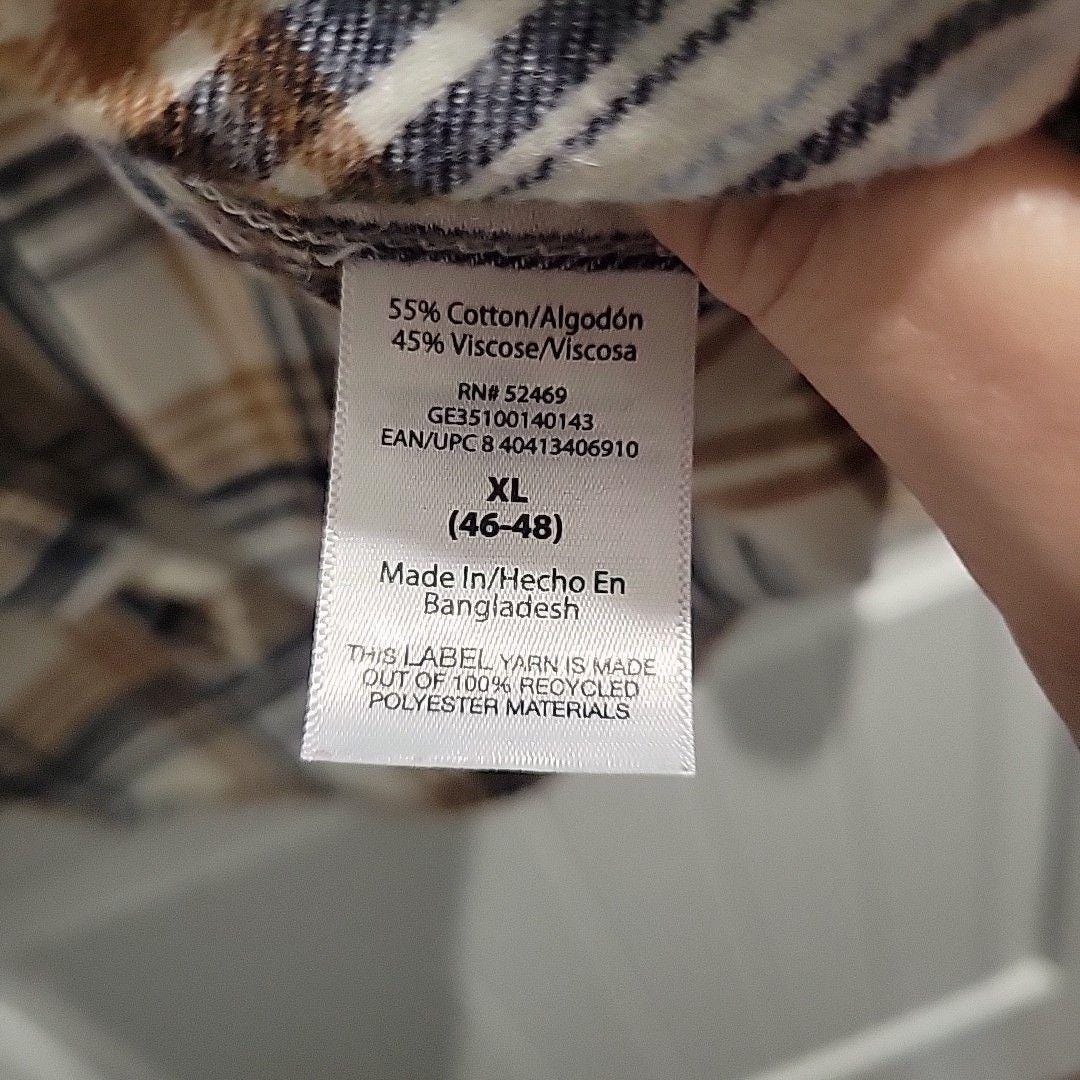 55% Cotton/Algodón
45% Viscose/Viscosa
RN# 52469
GE35100140143
EAN/UPC 8 40413406910
XL
(46-48)
Made In/Hecho En
Bangladesh
THIS LABEL YARN IS MADE
OUT OF 100% RECYCLED
POLYESTER MATERIALS